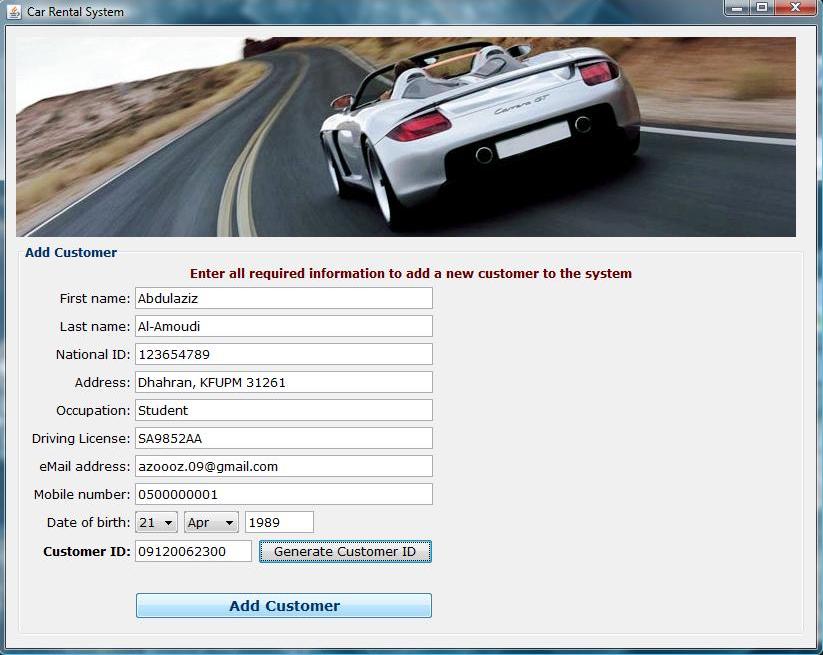 Car Rental System
Carrera GT
Add Customer
Enter all required information to add a new customer to the system
First name: Abdulaziz
Last name: Al-Amoudi
National ID: 123654789
Address: Dhahran, KFUPM 31261
Occupation: Student
Driving License: SA9852AA
eMail address: azoooz.09@gmail.com
Mobile number: 0500000001
Date of birth: 21 Apr 1989
Customer ID: 09120062300 Generate Customer ID
Add Customer